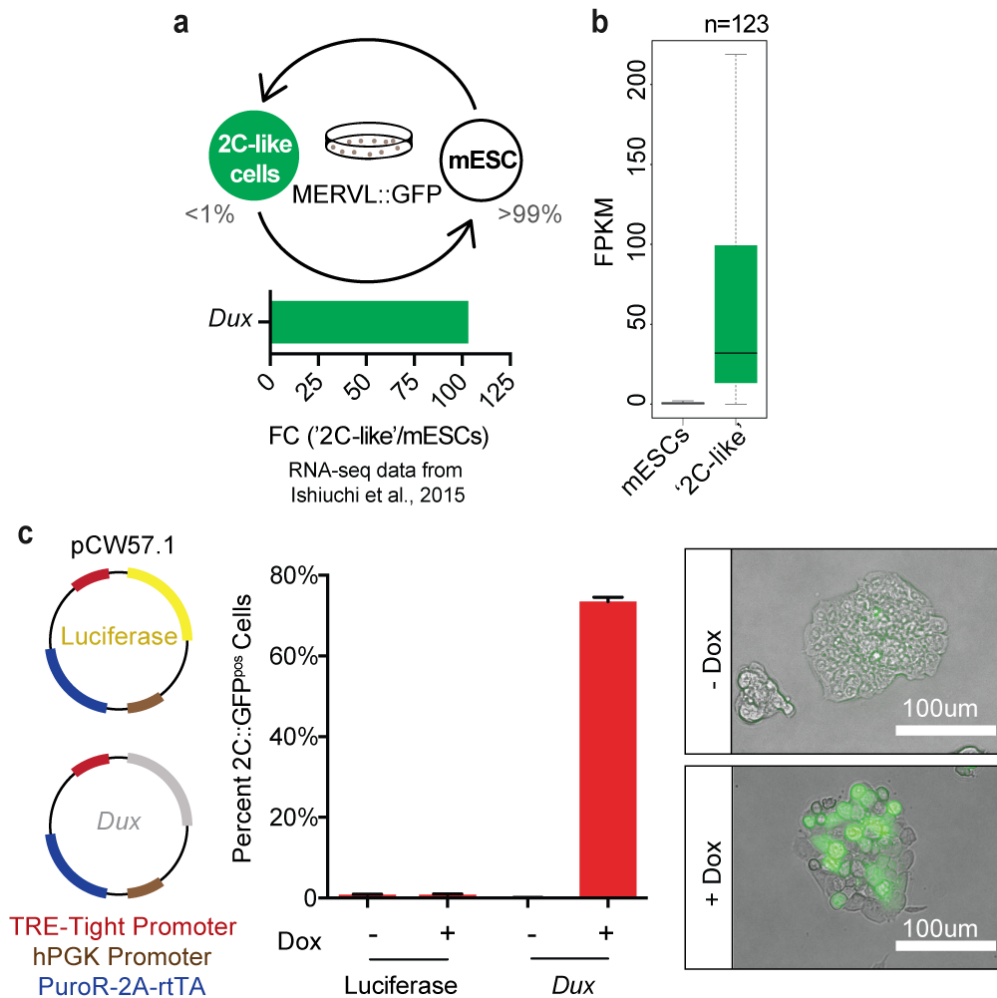 a
2C-like
cells
mESC
MERVL::GFP
<1%
>99%
Dux
0
25
50
75
100
125
FC ('2C-like'/mESCs)
RNA-seq data from
Ishiuchi et al., 2015
b
n=123
FPKM
200
150
100
50
0
mESCs
‘2C-like’
c
pCW57.1
Luciferase
Dux
TRE-Tight Promoter
hPGK Promoter
PuroR-2A-rtTA
Percent 2C::GFPpos Cells
80%
60%
40%
20%
0
Dox - + - +
Luciferase Dux
- Dox
100um
+ Dox
100um